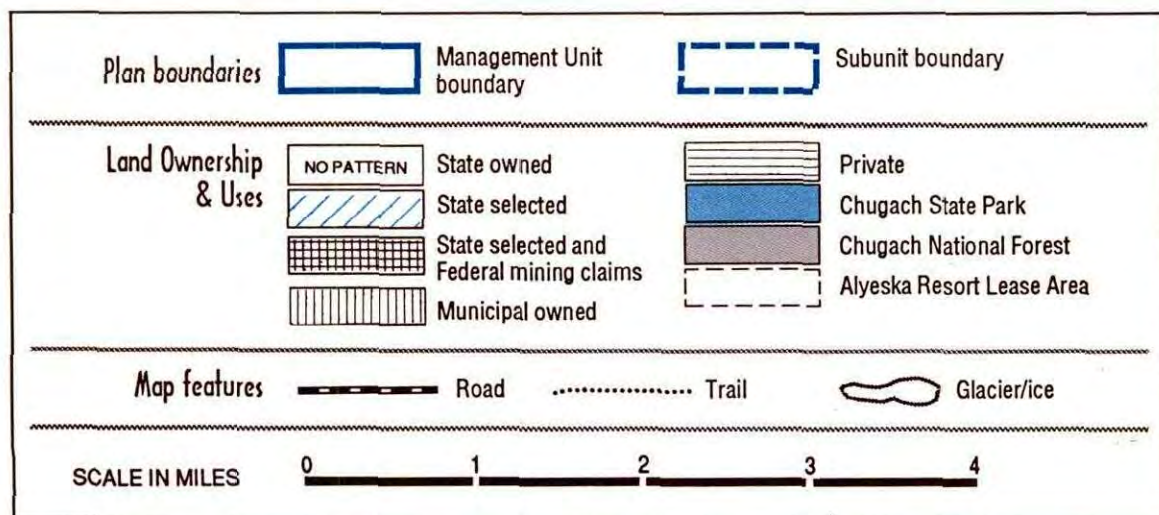 Plan boundaries
Management Unit
boundary
Subunit boundary
Land Ownership
& Uses
NO PATTERN
State owned
State selected
State selected and
Federal mining claims
Municipal owned
Private
Chugach State Park
Chugach National Forest
Alyeska Resort Lease Area
Map features
Road
Trail
Glacier/ice
SCALE IN MILES
0 1 2 3 4